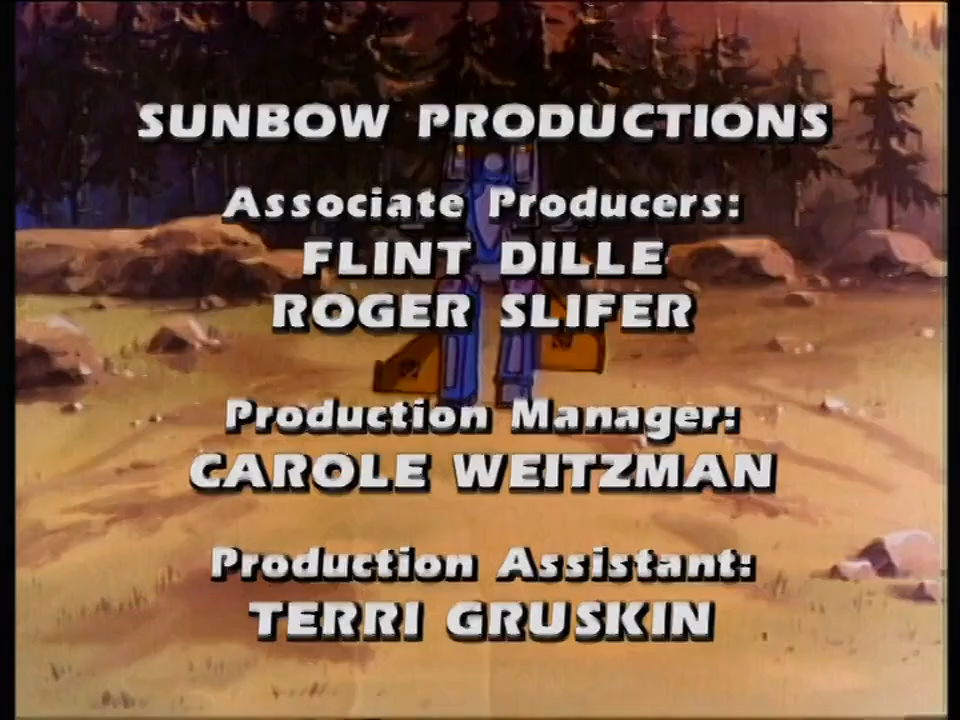 SUNBOW PRODUCTIONS
Associate Producers:
FLINT DILLE
ROGER SLIFER
Production Manager:
CAROLE WEITZMAN
Production Assistant:
TERRI GRUSKIN